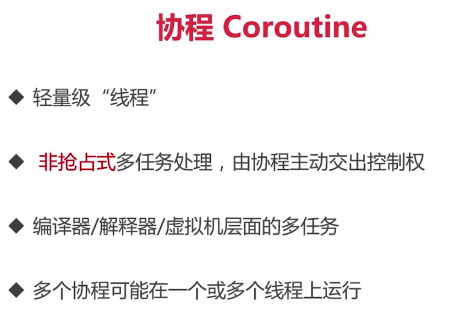 协程 Coroutine
◆ 轻量级“线程”
◆ 非抢占式多任务处理，由协程主动交出控制权
◆ 编译器/解释器/虚拟机层面的多任务
◆ 多个协程可能在一个或多个线程上运行